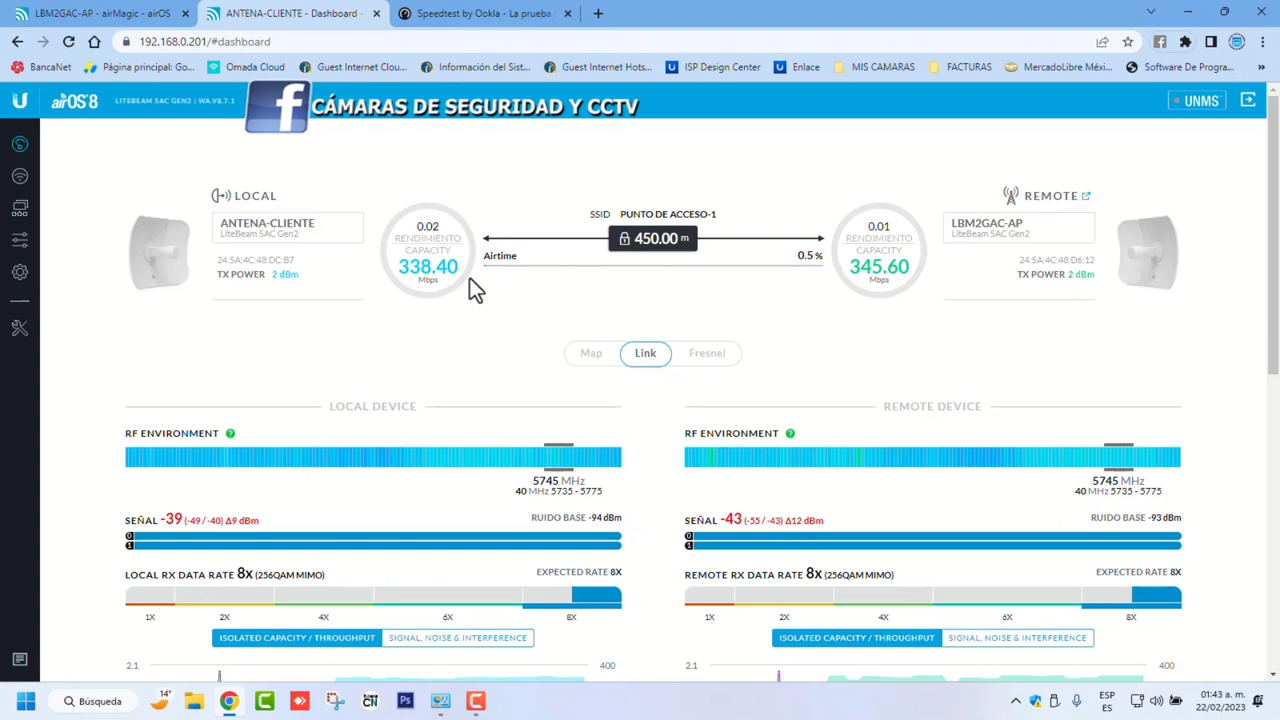 LBM2GAC-AP - airMagic - airOS
ANTENA-CLIENTE - Dashboard -
Speedtest by Ookla - La prueba
192.168.0.201/#dashboard
BancaNet
Página principal: Go...
Omada Cloud
Guest Internet Clou...
Información del Sist...
Guest Internet Hots...
ISP Design Center
Enlace
MIS CAMARAS
FACTURAS
MercadoLibre Méxi...
Software De Progra...
U airOS 8 LITEBEAM 5AC GEN2 | WA.V8.7.1
f CÁMARAS DE SEGURIDAD Y CCTV
UNMS
LOCAL
ANTENA-CLIENTE
LiteBeam 5AC Gen2
24:5A:4C:48:DC:B7
TX POWER 2 dBm
0.02
RENDIMIENTO
CAPACITY
338.40
Mbps
SSID PUNTO DE ACCESO-1
450.00 m
Airtime 0.5 %
0.01
RENDIMIENTO
CAPACITY
345.60
Mbps
REMOTE
LBM2GAC-AP
LiteBeam 5AC Gen2
24:5A:4C:48:D6:12
TX POWER 2 dBm
Map Link Fresnel
LOCAL DEVICE
RF ENVIRONMENT ?
5745 MHz
40 MHz 5735 - 5775
SEÑAL -39 (-49 / -40) Δ9 dBm RUIDO BASE -94 dBm
0
1
LOCAL RX DATA RATE 8x (256QAM MIMO) EXPECTED RATE 8X
1X 2X 4X 6X 8X
ISOLATED CAPACITY / THROUGHPUT SIGNAL, NOISE & INTERFERENCE
2.1 400
REMOTE DEVICE
RF ENVIRONMENT ?
5745 MHz
40 MHz 5735 - 5775
SEÑAL -43 (-55 / -43) Δ12 dBm RUIDO BASE -93 dBm
0
1
REMOTE RX DATA RATE 8x (256QAM MIMO) EXPECTED RATE 8X
1X 2X 4X 6X 8X
ISOLATED CAPACITY / THROUGHPUT SIGNAL, NOISE & INTERFERENCE
2.1 400
Búsqueda
14°
CN
Ps
ESP
ES
01:43 a. m.
22/02/2023